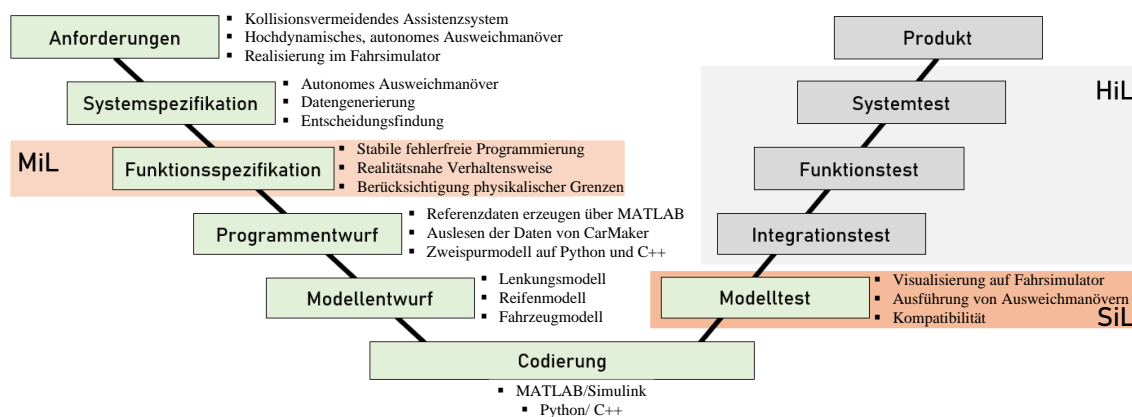 Anforderungen
▪ Kollisionsvermeidendes Assistenzsystem
▪ Hochdynamisches, autonomes Ausweichmanöver
▪ Realisierung im Fahrsimulator
Systemspezifikation
▪ Autonomes Ausweichmanöver
▪ Datengenerierung
▪ Entscheidungsfindung
MiL
Funktionsspezifikation
▪ Stabile fehlerfreie Programmierung
▪ Realitätsnahe Verhaltensweise
▪ Berücksichtigung physikalischer Grenzen
Programmentwurf
▪ Referenzdaten erzeugen über MATLAB
▪ Auslesen der Daten von CarMaker
▪ Zweispurmodell auf Python und C++
Modellentwurf
▪ Lenkungsmodell
▪ Reifenmodell
▪ Fahrzeugmodell
Codierung
▪ MATLAB/Simulink
▪ Python/ C++
Produkt
HiL
Systemtest
Funktionstest
Integrationstest
Modelltest
▪ Visualisierung auf Fahrsimulator
▪ Ausführung von Ausweichmanövern
▪ Kompatibilität
SiL